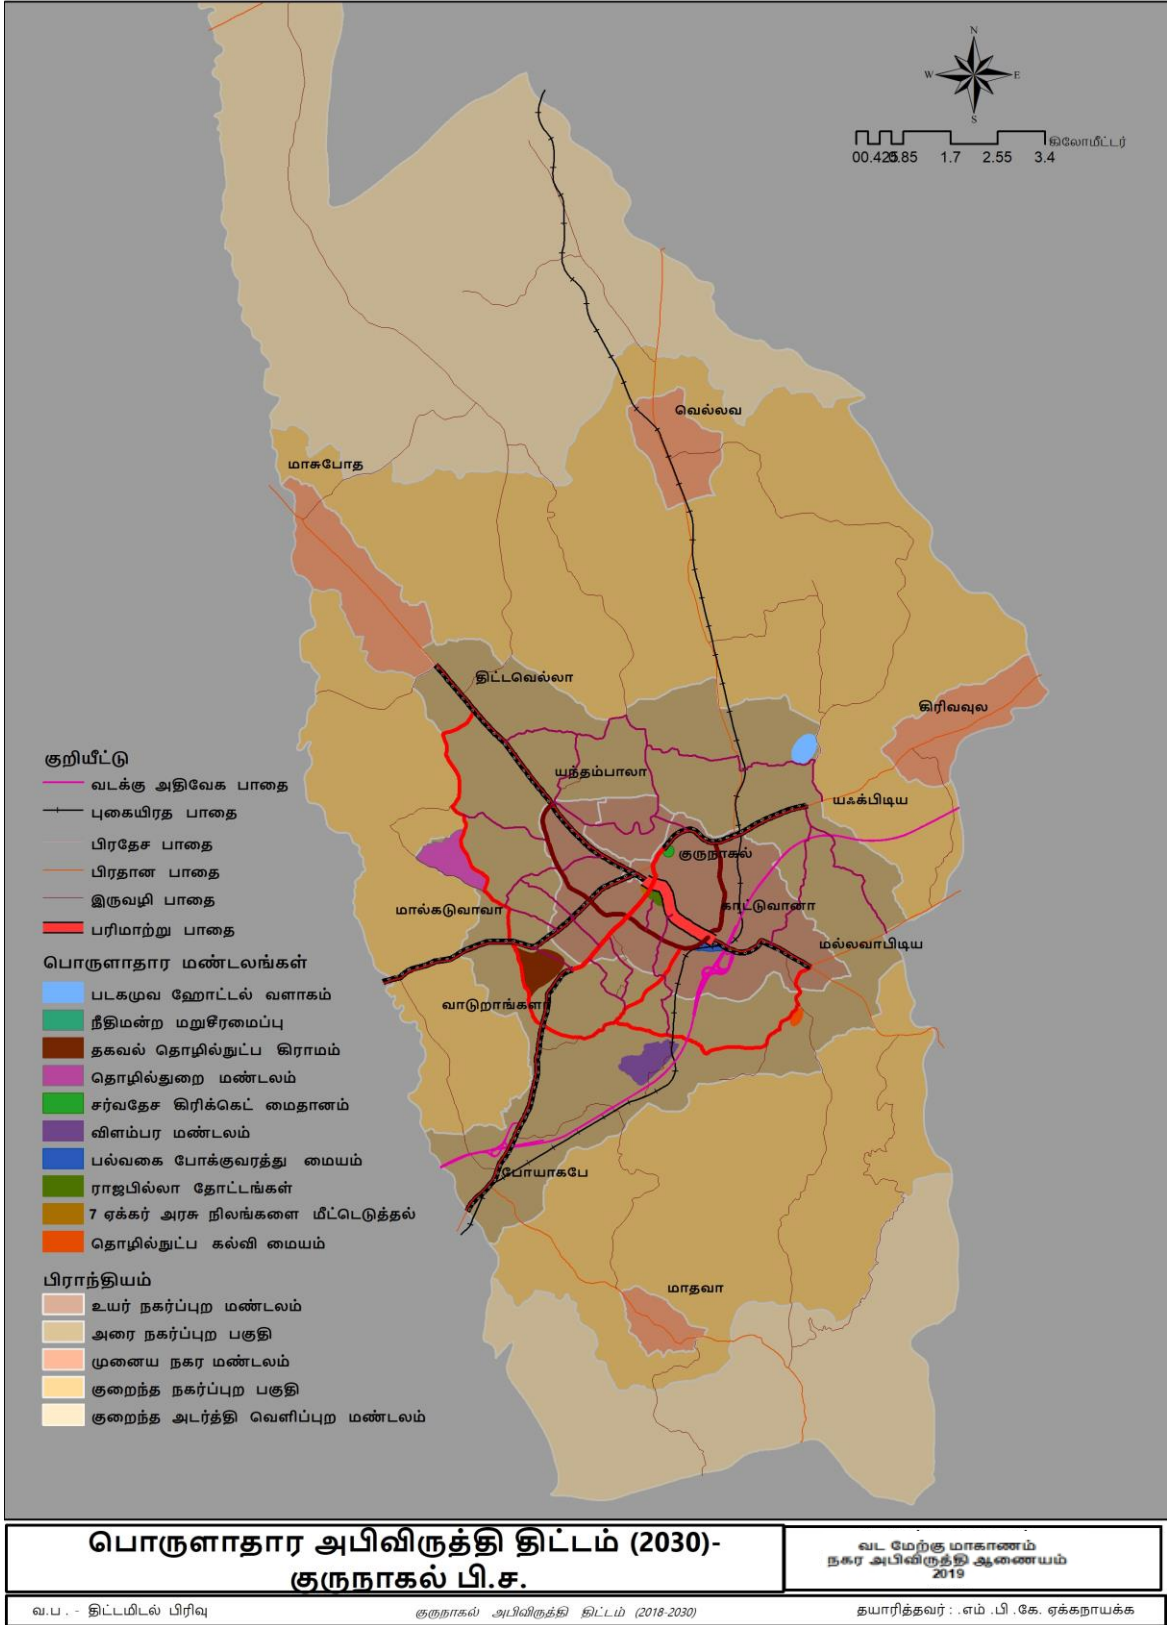 N
W E
S
00.425 0.85 1.7 2.55 3.4 கிலோமீட்டர்
வெல்லவ
மாசுபோத
திட்டவெல்லா
கிரிவவுல
யந்தம்பாலா
யஃக்பிடிய
குருநாகல்
மால்கடுவாவா
காட்டுவானா
மல்லவாபிடிய
வாடுறாங்களா
போயாகபே
மாதவா
குறியீட்டு
வடக்கு அதிவேக பாதை
புகையிரத பாதை
பிரதேச பாதை
பிரதான பாதை
இருவழி பாதை
பரிமாற்று பாதை
பொருளாதார மண்டலங்கள்
படகமுவ ஹோட்டல் வளாகம்
நீதிமன்ற மறுசீரமைப்பு
தகவல் தொழில்நுட்ப கிராமம்
தொழில்துறை மண்டலம்
சர்வதேச கிரிக்கெட் மைதானம்
விளம்பர மண்டலம்
பல்வகை போக்குவரத்து மையம்
ராஜபில்லா தோட்டங்கள்
7 ஏக்கர் அரசு நிலங்களை மீட்டெடுத்தல்
தொழில்நுட்ப கல்வி மையம்
பிராந்தியம்
உயர் நகர்ப்புற மண்டலம்
அரை நகர்ப்புற பகுதி
முனைய நகர மண்டலம்
குறைந்த நகர்ப்புற பகுதி
குறைந்த அடர்த்தி வெளிப்புற மண்டலம்
பொருளாதார அபிவிருத்தி திட்டம் (2030)-
குருநாகல் பி.ச.
வட மேற்கு மாகாணம்
நகர அபிவிருத்தி ஆணையம்
2019
வ.ப . - திட்டமிடல் பிரிவு
குருநாகல் அபிவிருத்தி திட்டம் (2018-2030)
தயாரித்தவர் : .எம் .பி .கே. ஏக்கநாயக்க